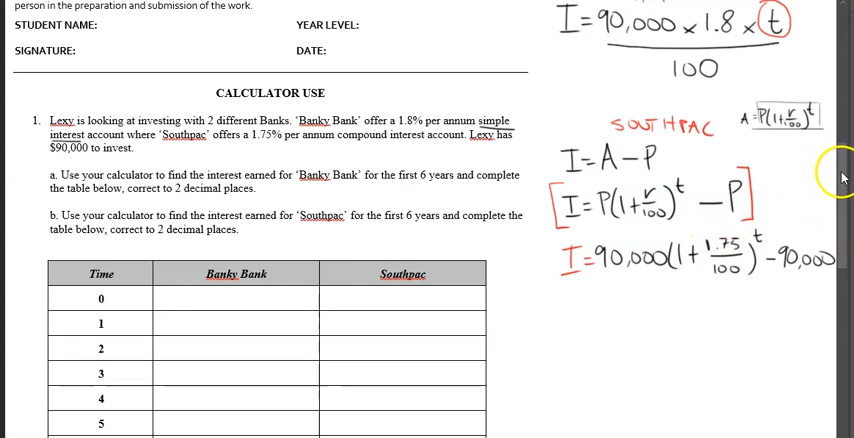 person in the preparation and submission of the work.
STUDENT NAME: YEAR LEVEL:
SIGNATURE: DATE:
CALCULATOR USE
1. Lexy is looking at investing with 2 different Banks. ‘Banky Bank’ offer a 1.8% per annum simple
interest account where ‘Southpac’ offers a 1.75% per annum compound interest account. Lexy has
$90,000 to invest.
a. Use your calculator to find the interest earned for ‘Banky Bank’ for the first 6 years and complete
the table below, correct to 2 decimal places.
b. Use your calculator to find the interest earned for ‘Southpac’ for the first 6 years and complete the
table below, correct to 2 decimal places.
Time Banky Bank Southpac
0
1
2
3
4
5
I=90,000 × 1.8 × t
100
SOUTHPAC A=P(1+r/100)^t
I=A-P
[I=P(1+r/100)^t -P]
I=90,000(1+1.75/100)^t -90,000